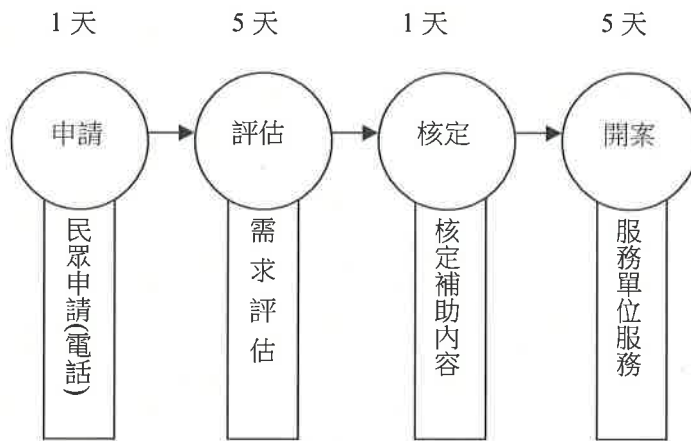 1 天
5 天
1 天
5 天
申請
評估
核定
開案
民眾申請(電話)
需求評估
核定補助內容
服務單位服務